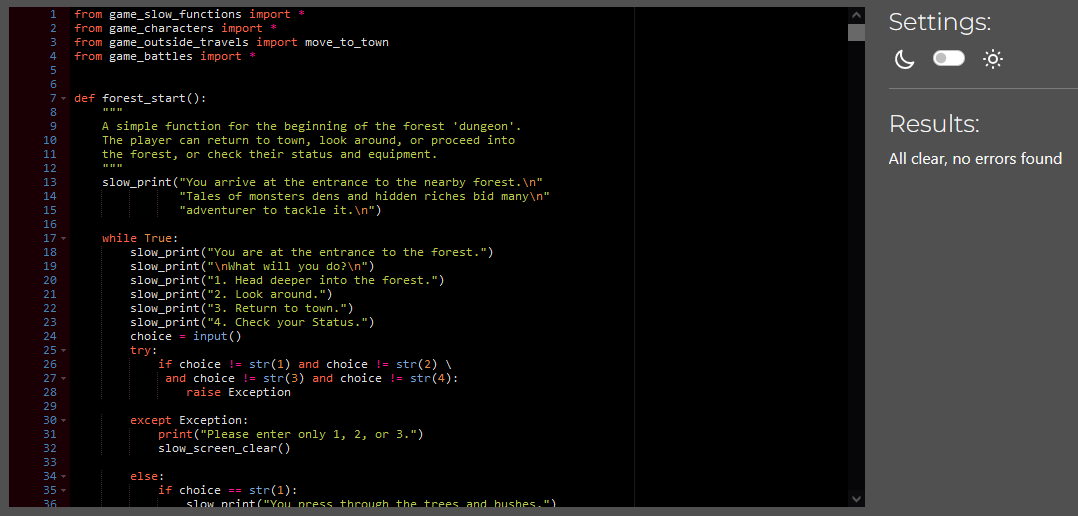 1 from game_slow_functions import *
2 from game_characters import *
3 from game_outside_travels import move_to_town
4 from game_battles import *
5
6
7 def forest_start():
8     """
9     A simple function for the beginning of the forest 'dungeon'.
10     The player can return to town, look around, or proceed into
11     the forest, or check their status and equipment.
12     """
13     slow_print("You arrive at the entrance to the nearby forest.\n"
14                "Tales of monsters dens and hidden riches bid many\n"
15                "adventurer to tackle it.\n")
16
17     while True:
18         slow_print("You are at the entrance to the forest.")
19         slow_print("\nWhat will you do?\n")
20         slow_print("1. Head deeper into the forest.")
21         slow_print("2. Look around.")
22         slow_print("3. Return to town.")
23         slow_print("4. Check your Status.")
24         choice = input()
25         try:
26             if choice != str(1) and choice != str(2) \
27              and choice != str(3) and choice != str(4):
28                 raise Exception
29
30         except Exception:
31             print("Please enter only 1, 2, or 3.")
32             slow_screen_clear()
33
34         else:
35             if choice == str(1):
36                 slow_print("You press through the trees and bushes.")
Settings:
Results:
All clear, no errors found